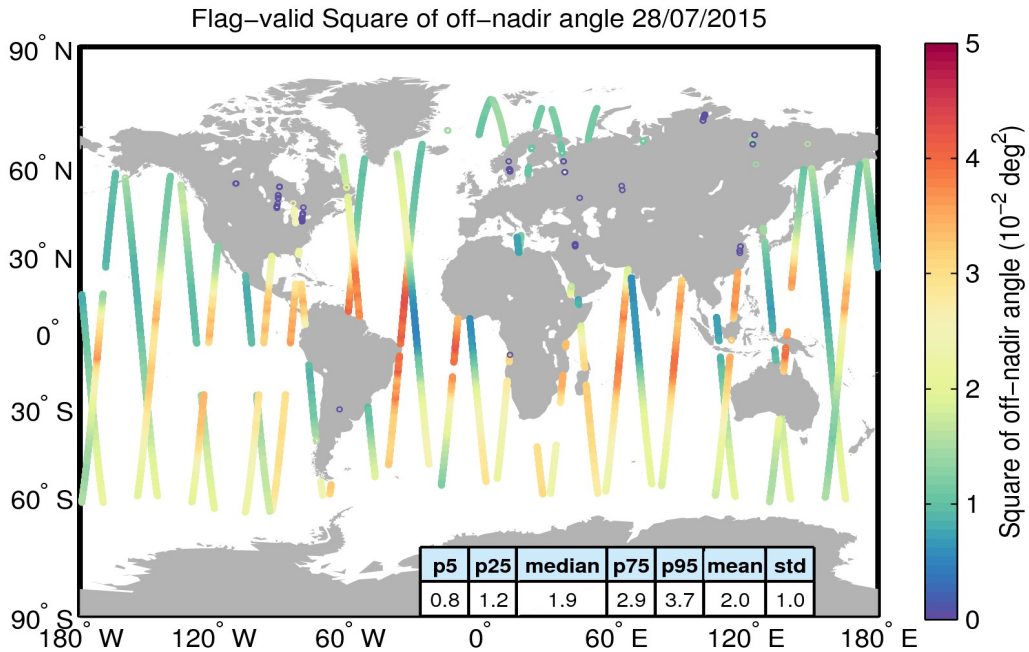 Flag−valid Square of off−nadir angle 28/07/2015
90° N
60° N
30° N
0°
30° S
60° S
90° S
180° W
120° W
60° W
0°
60° E
120° E
180° E
p5 p25 median p75 p95 mean std
0.8 1.2 1.9 2.9 3.7 2.0 1.0
5
4
3
2
1
0
Square of off−nadir angle (10⁻² deg²)